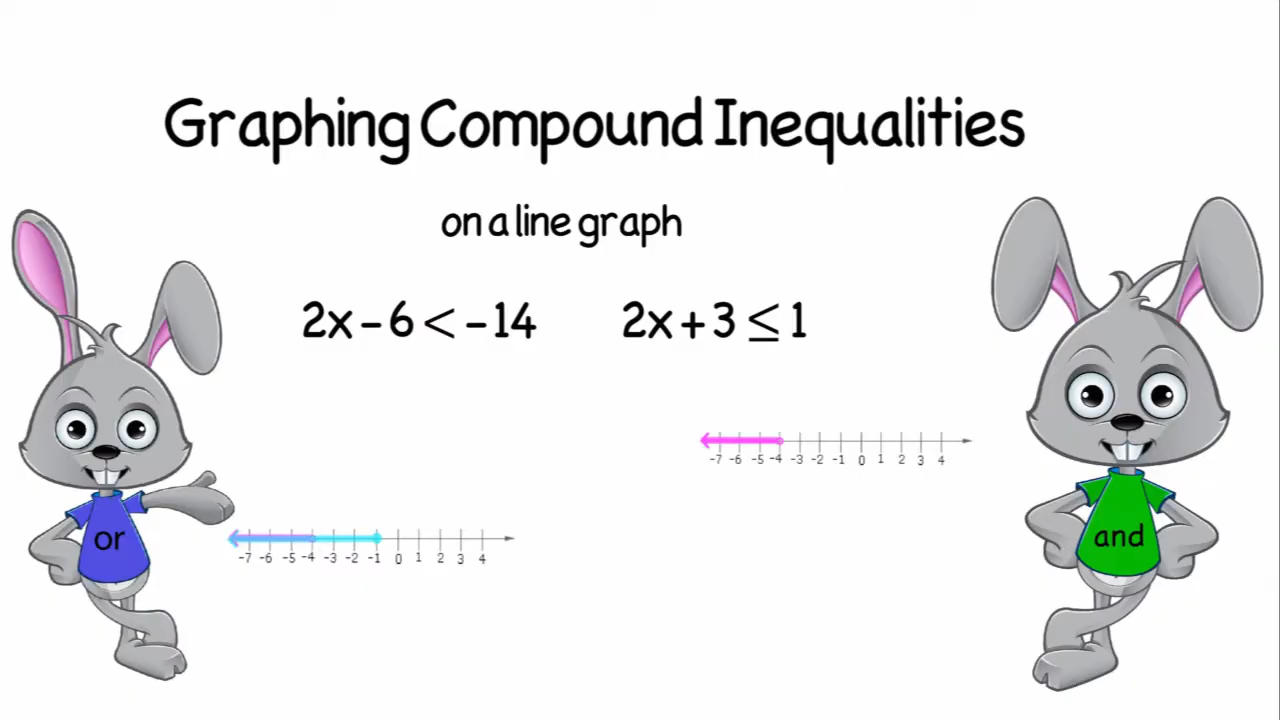 Graphing Compound Inequalities
on a line graph
2x - 6 < -14 2x + 3 ≤ 1
-7 -6 -5 -4 -3 -2 -1 0 1 2 3 4
or
and
-7 -6 -5 -4 -3 -2 -1 0 1 2 3 4